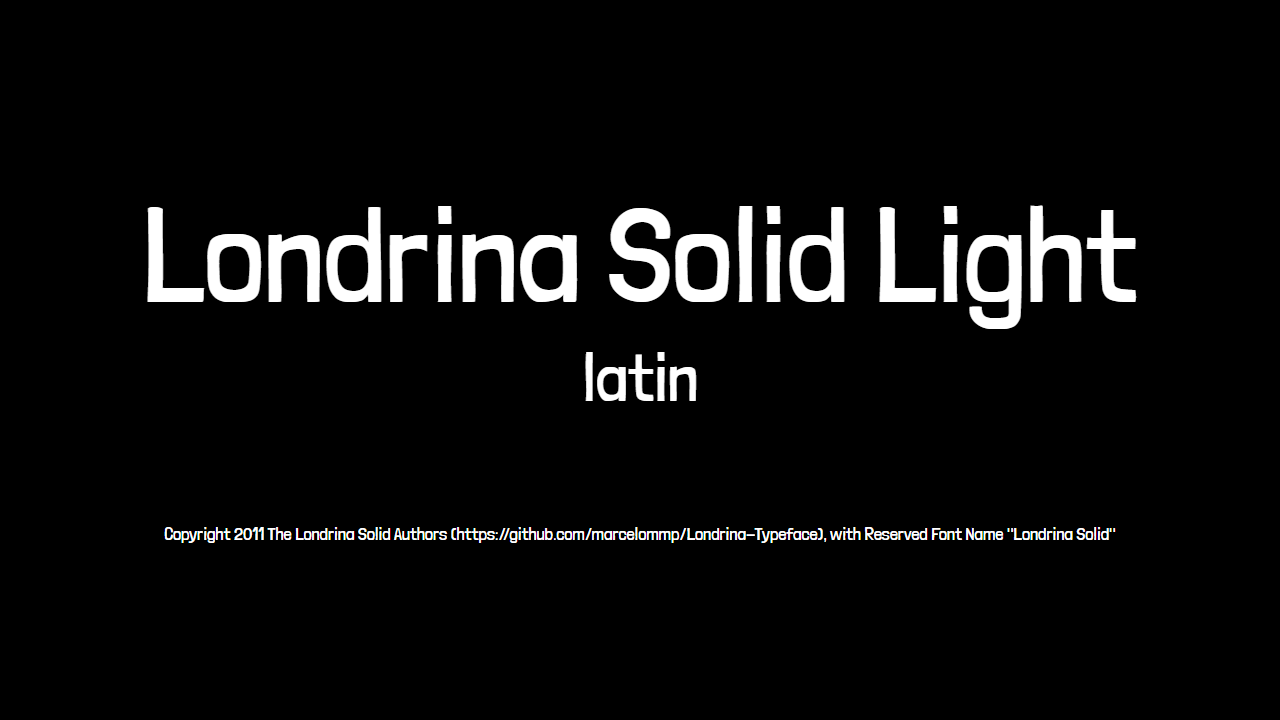 Londrina Solid Light
latin
Copyright 2011 The Londrina Solid Authors (https://github.com/marcelommp/Londrina-Typeface), with Reserved Font Name "Londrina Solid"